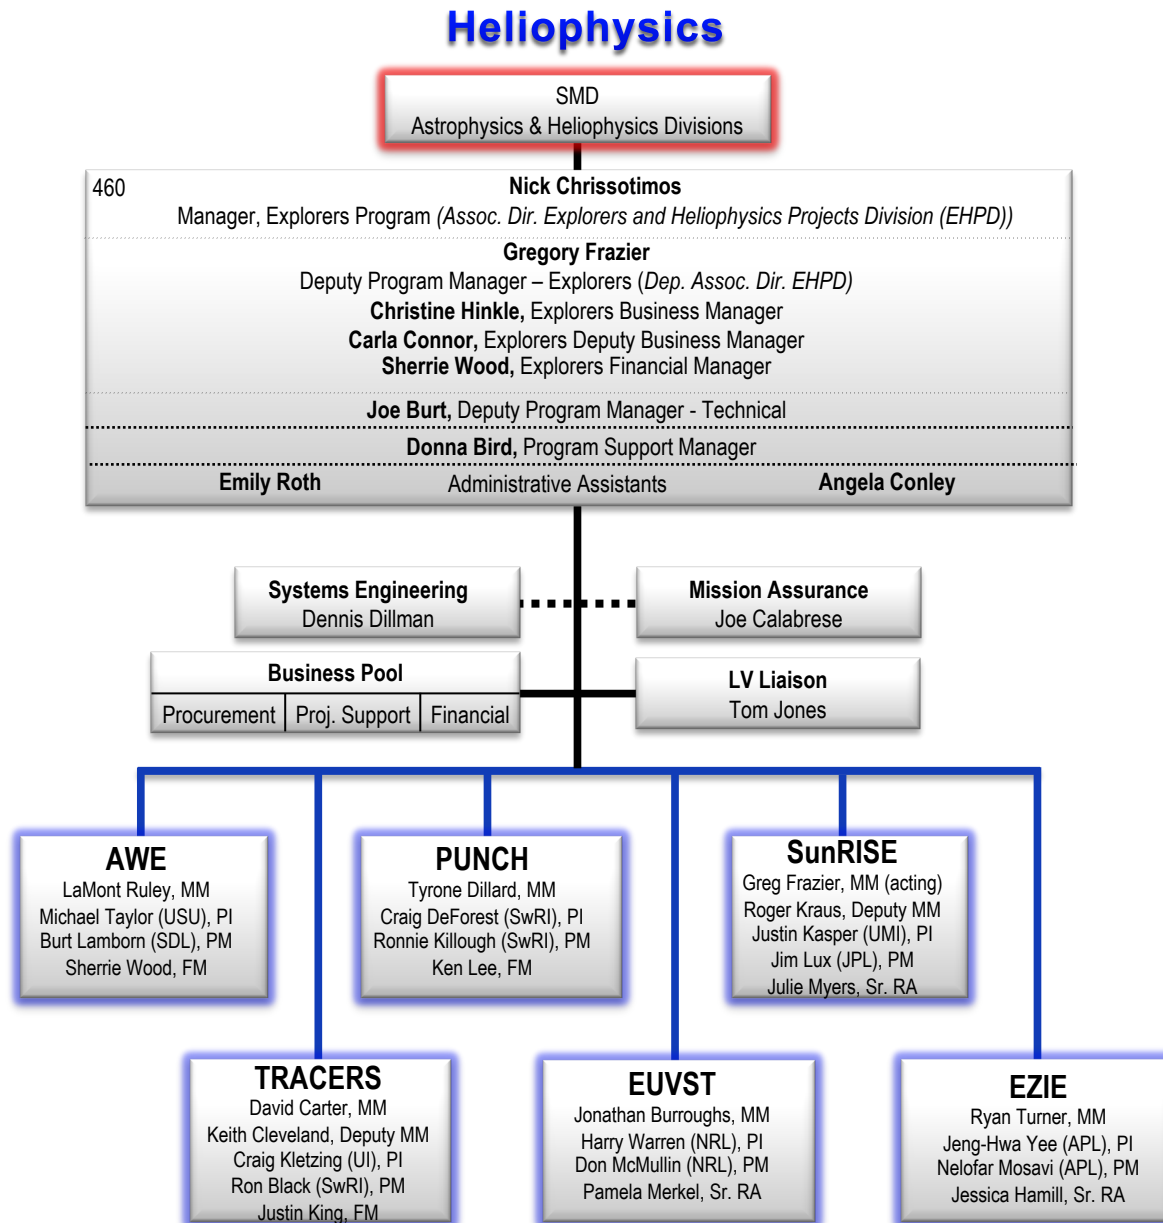 Heliophysics
SMD
Astrophysics & Heliophysics Divisions
460
Nick Chrissotimos
Manager, Explorers Program (Assoc. Dir. Explorers and Heliophysics Projects Division (EHPD))
Gregory Frazier
Deputy Program Manager – Explorers (Dep. Assoc. Dir. EHPD)
Christine Hinkle, Explorers Business Manager
Carla Connor, Explorers Deputy Business Manager
Sherrie Wood, Explorers Financial Manager
Joe Burt, Deputy Program Manager - Technical
Donna Bird, Program Support Manager
Emily Roth Administrative Assistants Angela Conley
Systems Engineering
Dennis Dillman
Mission Assurance
Joe Calabrese
Business Pool
Procurement Proj. Support Financial
LV Liaison
Tom Jones
AWE
LaMont Ruley, MM
Michael Taylor (USU), PI
Burt Lamborn (SDL), PM
Sherrie Wood, FM
PUNCH
Tyrone Dillard, MM
Craig DeForest (SwRI), PI
Ronnie Killough (SwRI), PM
Ken Lee, FM
SunRISE
Greg Frazier, MM (acting)
Roger Kraus, Deputy MM
Justin Kasper (UMI), PI
Jim Lux (JPL), PM
Julie Myers, Sr. RA
TRACERS
David Carter, MM
Keith Cleveland, Deputy MM
Craig Kletzing (UI), PI
Ron Black (SwRI), PM
Justin King, FM
EUVST
Jonathan Burroughs, MM
Harry Warren (NRL), PI
Don McMullin (NRL), PM
Pamela Merkel, Sr. RA
EZIE
Ryan Turner, MM
Jeng-Hwa Yee (APL), PI
Nelofar Mosavi (APL), PM
Jessica Hamill, Sr. RA